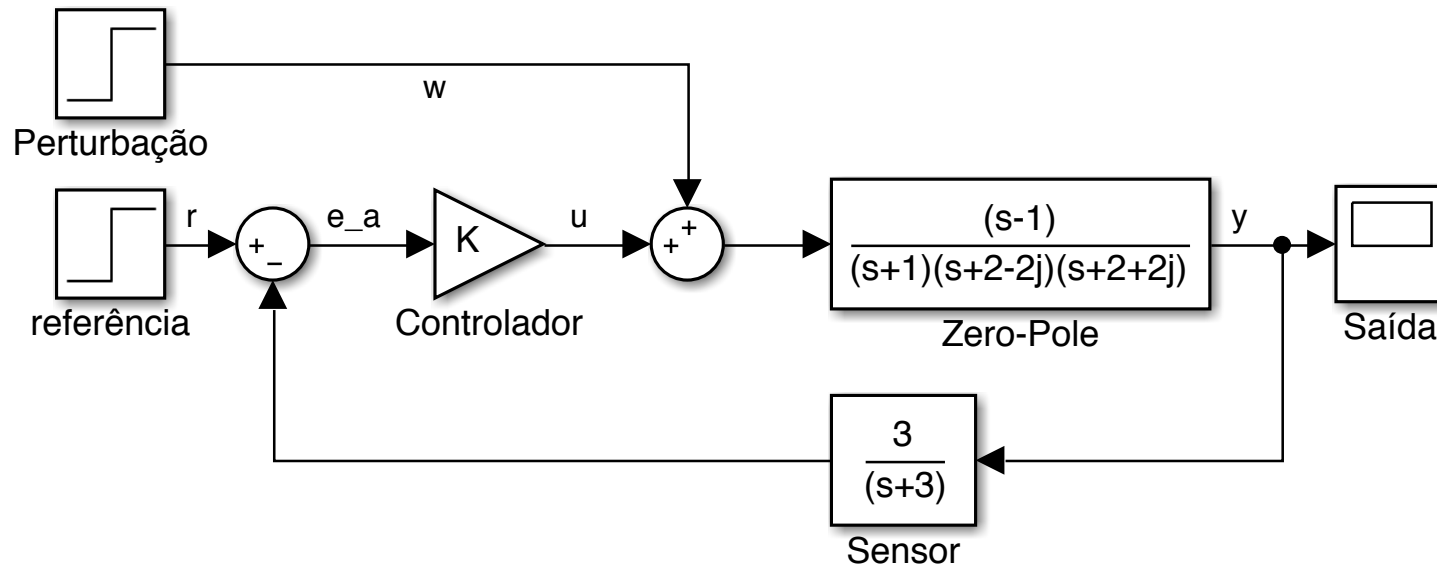 w
Perturbação
r
+
−
e_a
K
u
+
+
(s-1)
(s+1)(s+2-2j)(s+2+2j)
y
referência
Controlador
Zero-Pole
Saída
3
(s+3)
Sensor